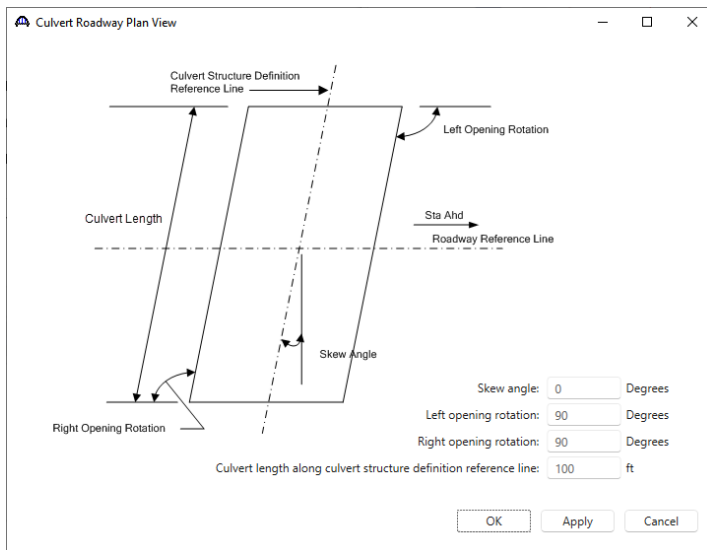 Culvert Roadway Plan View
Culvert Structure Definition
Reference Line
Left Opening Rotation
Culvert Length
Sta Ahd
Roadway Reference Line
Skew Angle
Right Opening Rotation
Skew angle: 0 Degrees
Left opening rotation: 90 Degrees
Right opening rotation: 90 Degrees
Culvert length along culvert structure definition reference line: 100 ft
OK Apply Cancel